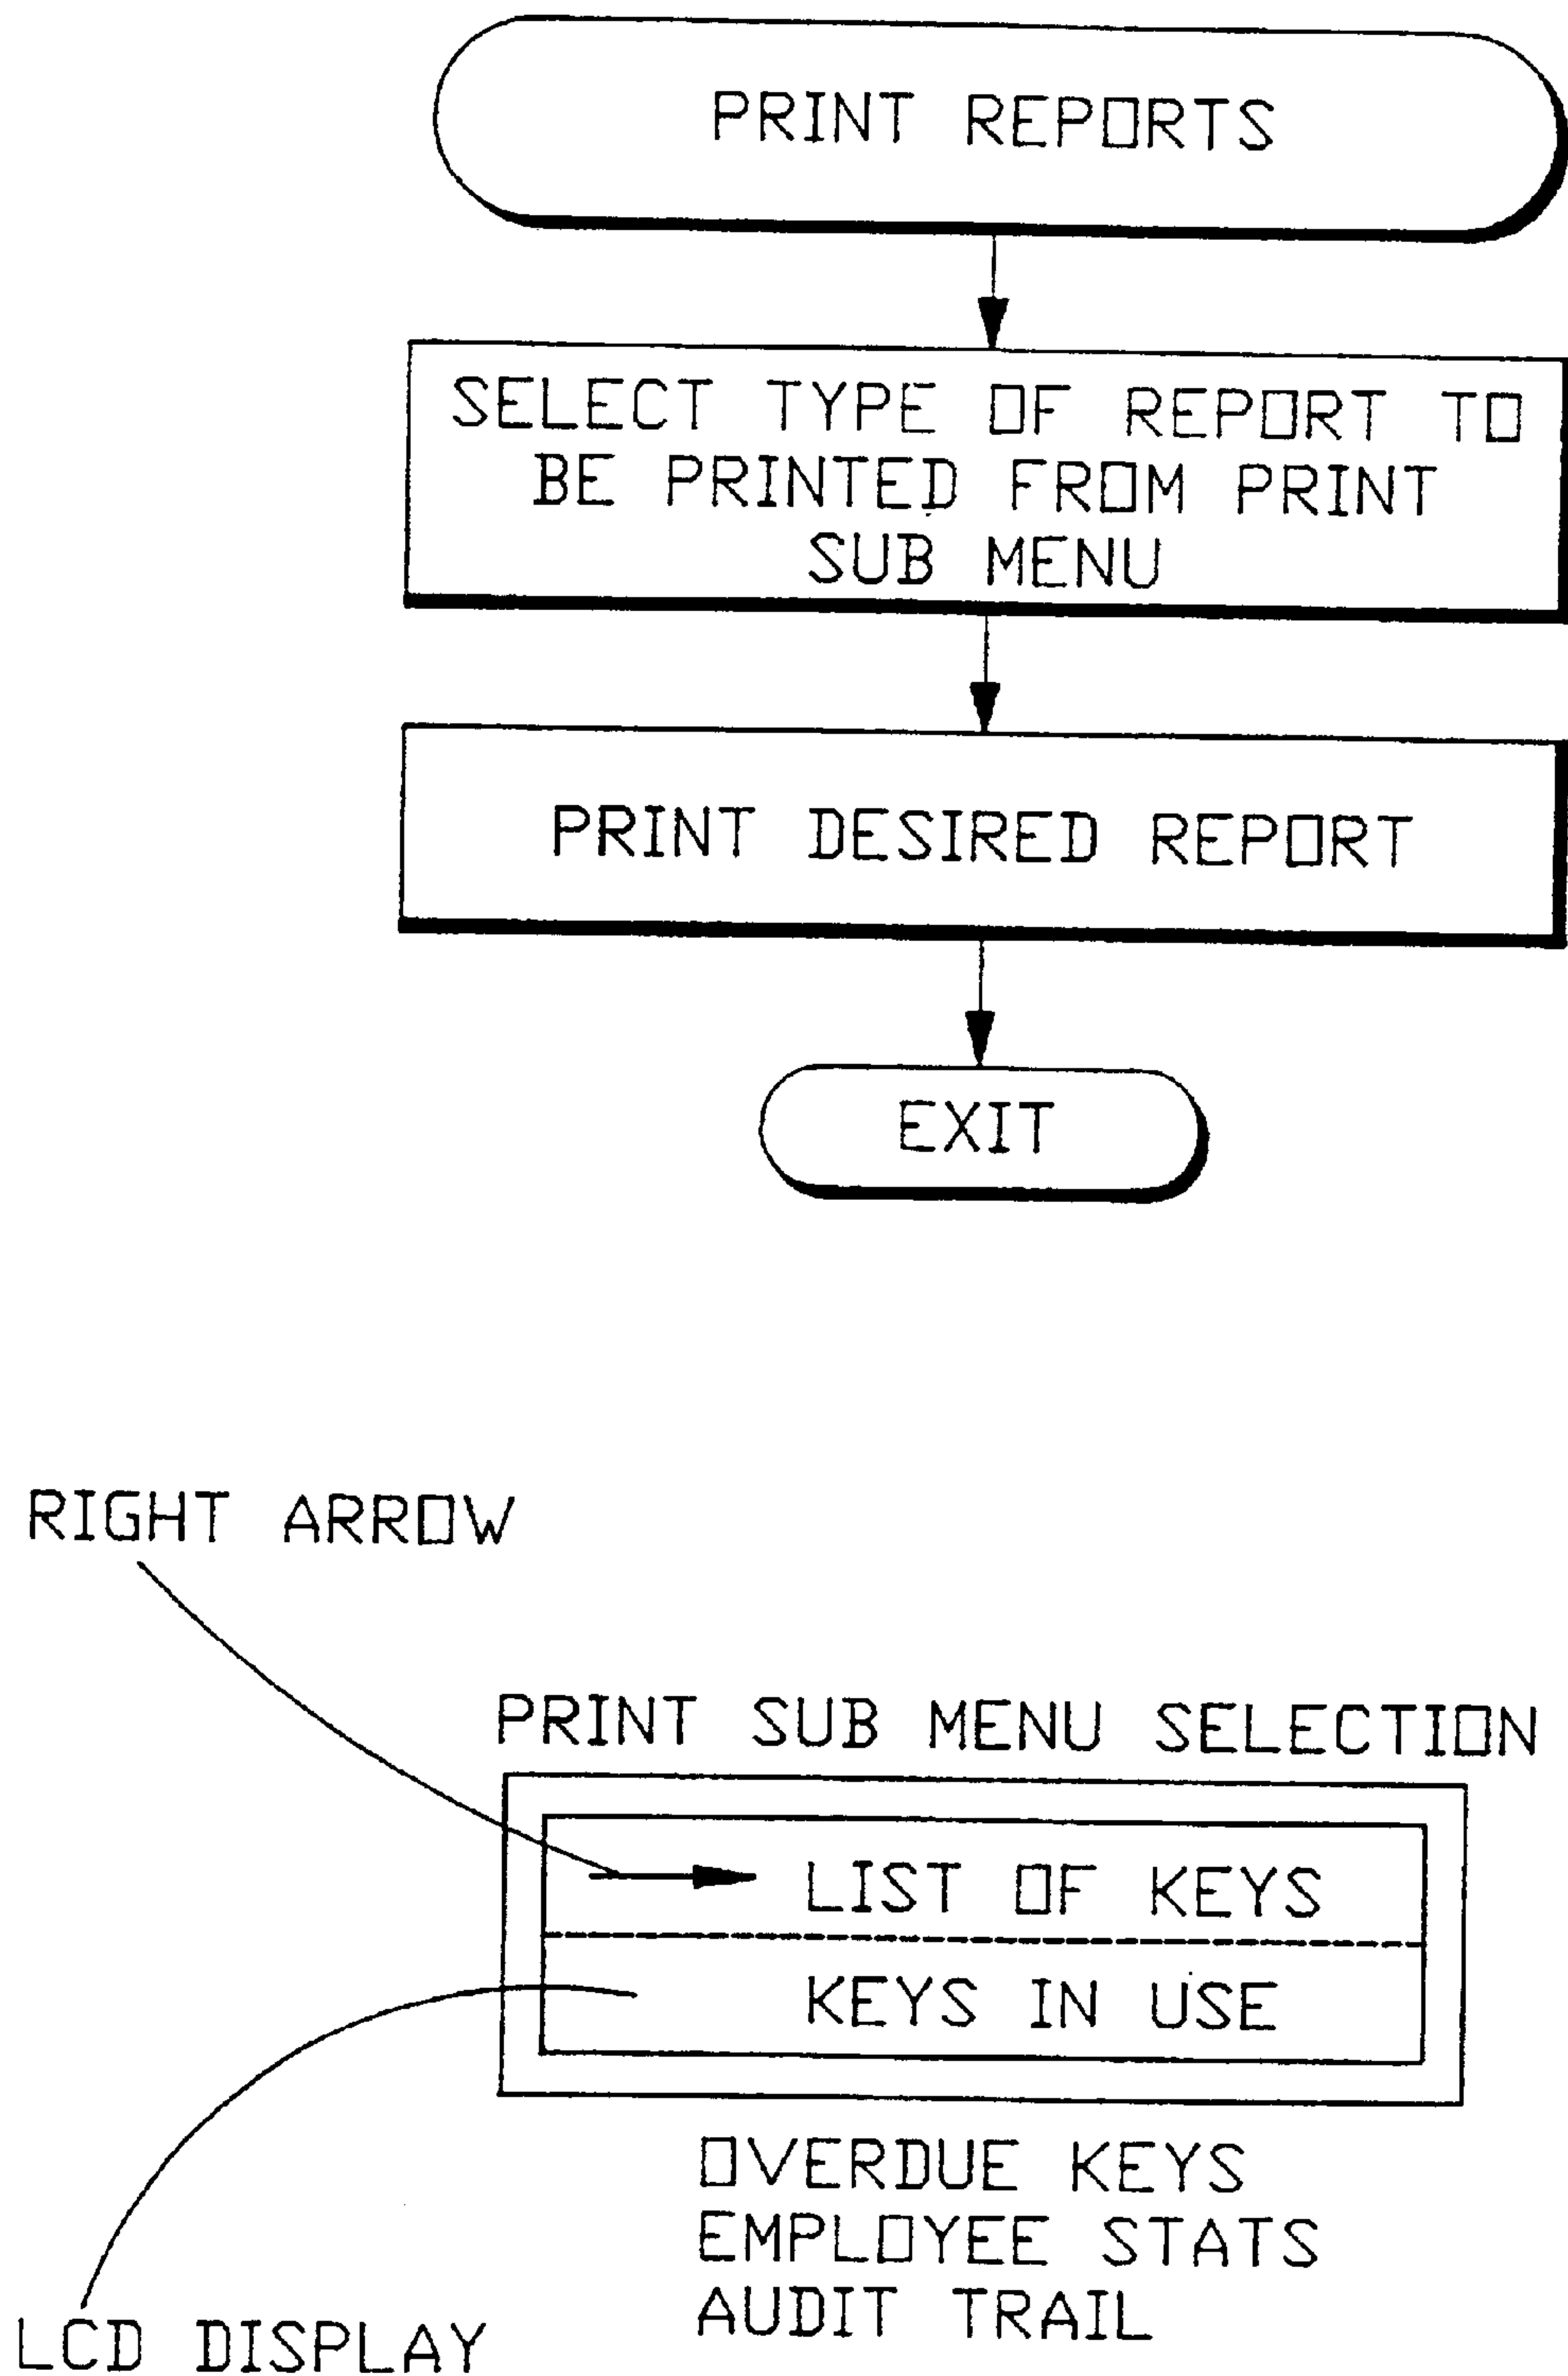 PRINT REPORTS
SELECT TYPE OF REPORT TO
BE PRINTED FROM PRINT
SUB MENU
PRINT DESIRED REPORT
EXIT
RIGHT ARROW
PRINT SUB MENU SELECTION
LIST OF KEYS
KEYS IN USE
OVERDUE KEYS
EMPLOYEE STATS
AUDIT TRAIL
LCD DISPLAY